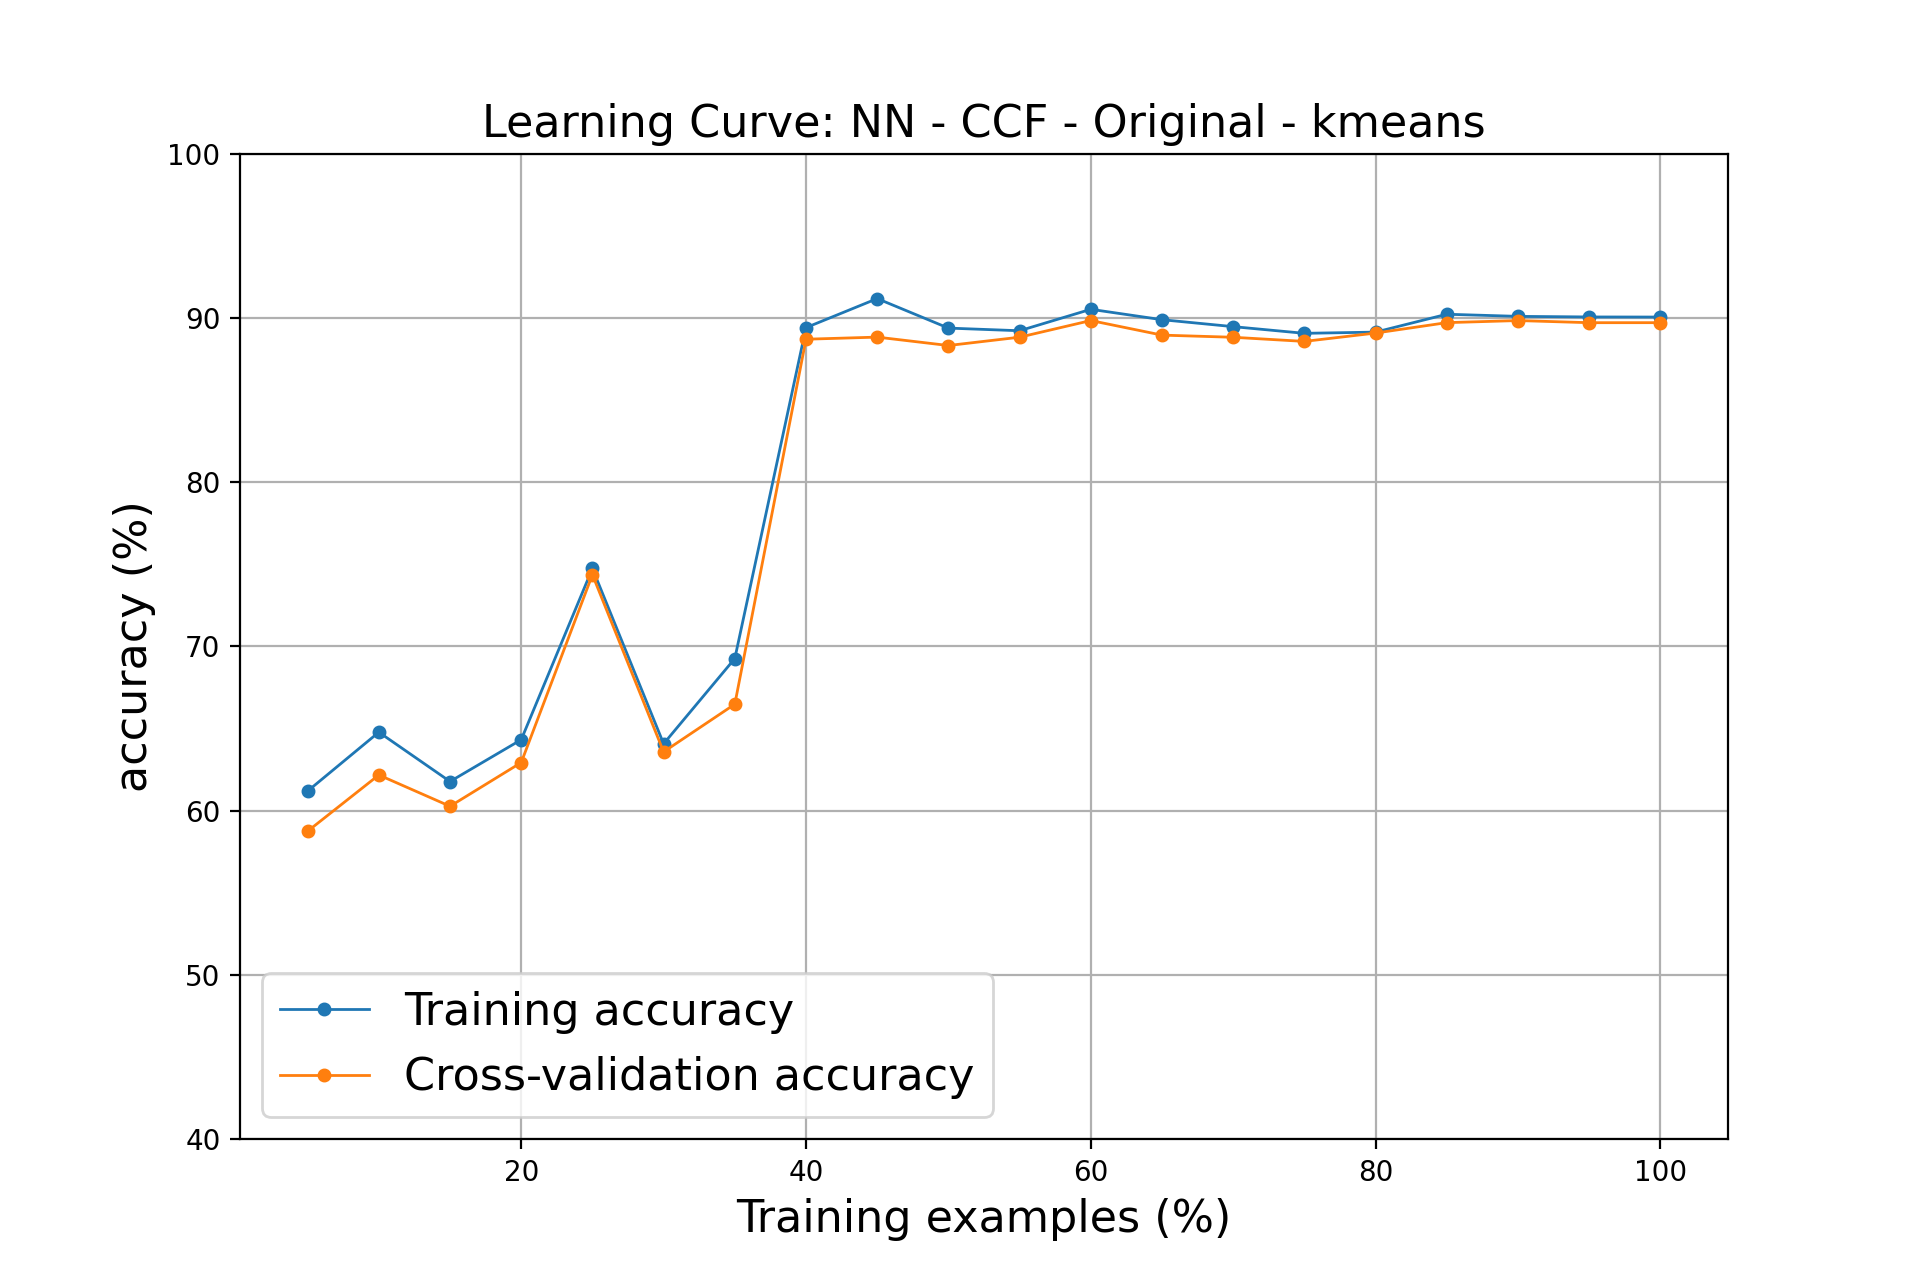 Learning Curve: NN - CCF - Original - kmeans
100
90
80
70
60
50
40
accuracy (%)
Training accuracy
Cross-validation accuracy
20 40 60 80 100
Training examples (%)